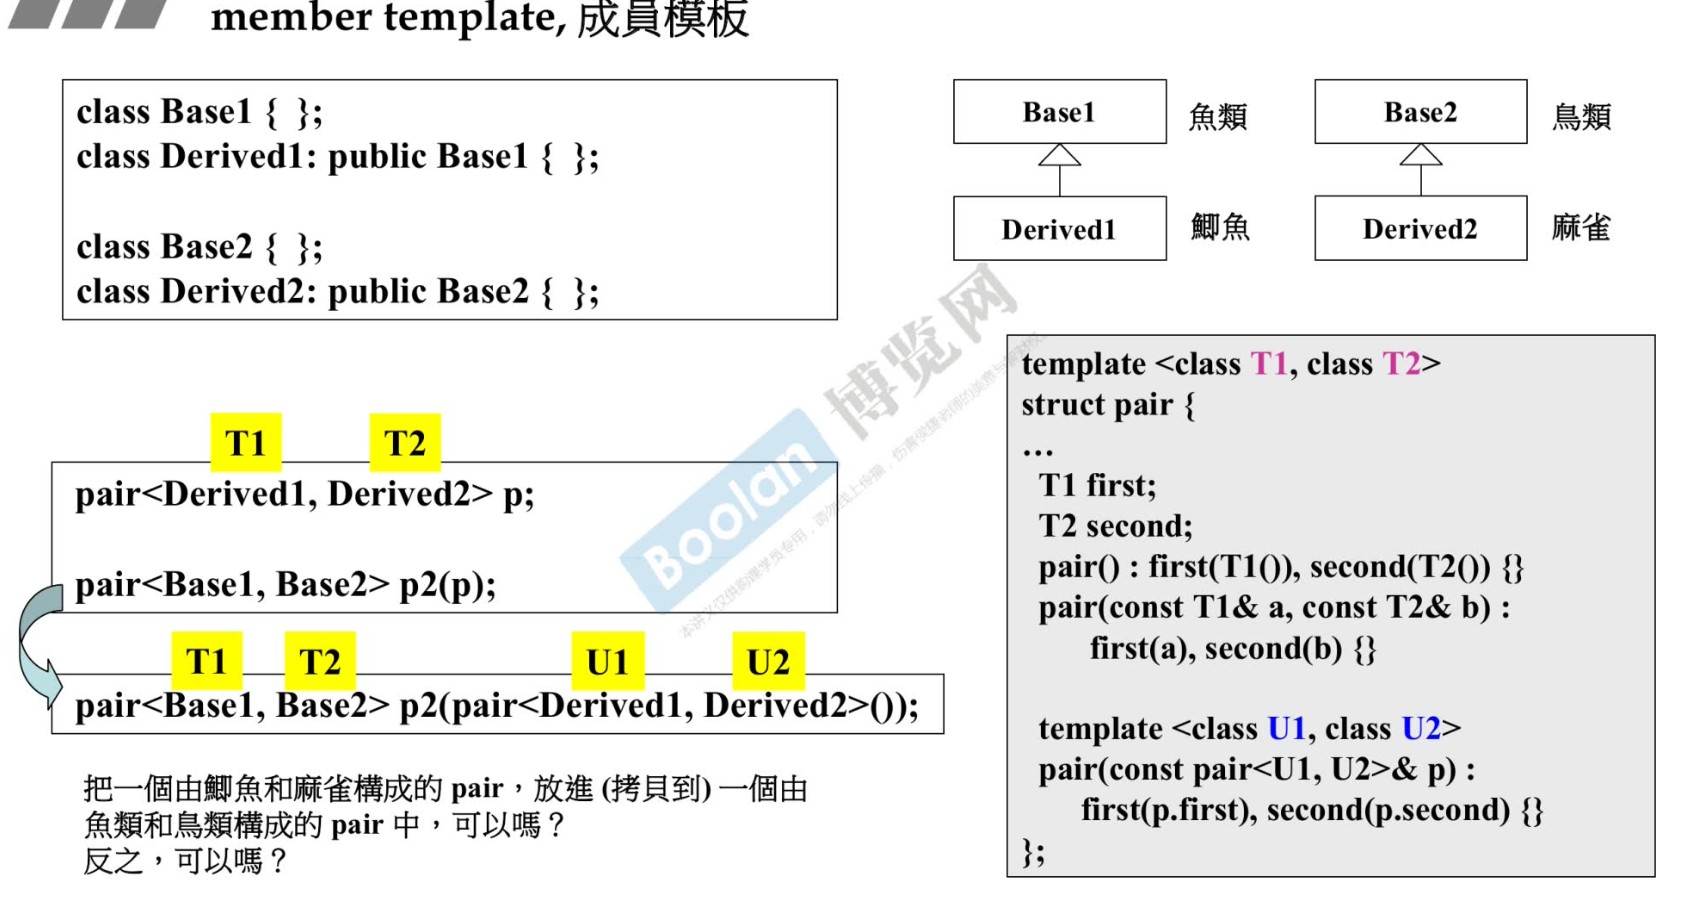 member template, 成員模板
class Base1 { };
class Derived1: public Base1 { };
class Base2 { };
class Derived2: public Base2 { };
Base1 魚類
Derived1 鯽魚
Base2 鳥類
Derived2 麻雀
T1 T2
pair<Derived1, Derived2> p;
pair<Base1, Base2> p2(p);
T1 T2 U1 U2
pair<Base1, Base2> p2(pair<Derived1, Derived2>());
把一個由鯽魚和麻雀構成的 pair，放進 (拷貝到) 一個由
魚類和鳥類構成的 pair 中，可以嗎？
反之，可以嗎？
template <class T1, class T2>
struct pair {
…
T1 first;
T2 second;
pair() : first(T1()), second(T2()) {}
pair(const T1& a, const T2& b) :
first(a), second(b) {}
template <class U1, class U2>
pair(const pair<U1, U2>& p) :
first(p.first), second(p.second) {}
};
Boolan 博览网